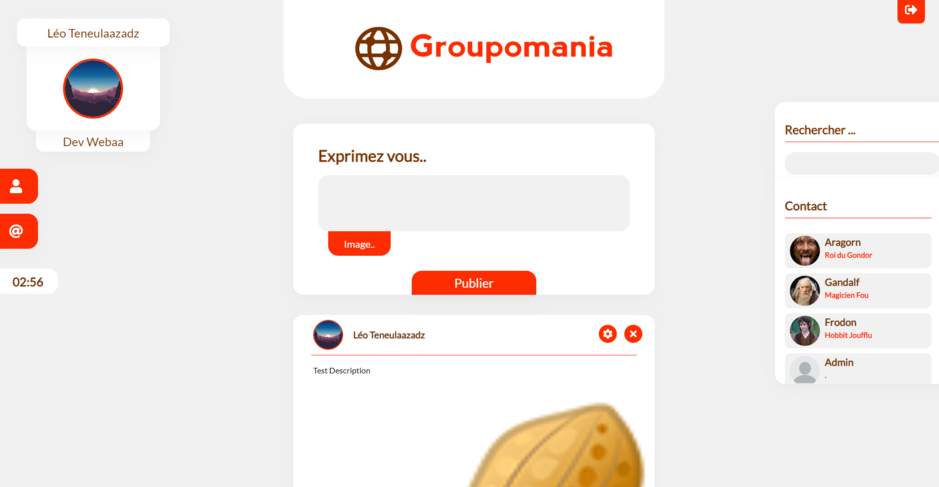 Léo Teneulaazadz
Dev Webaa
@
02:56
Groupomania
Exprimez vous..
Image..
Publier
Léo Teneulaazadz
Test Description
Rechercher ...
Contact
Aragorn
Roi du Gondor
Gandalf
Magicien Fou
Frodon
Hobbit Joufflu
Admin
.